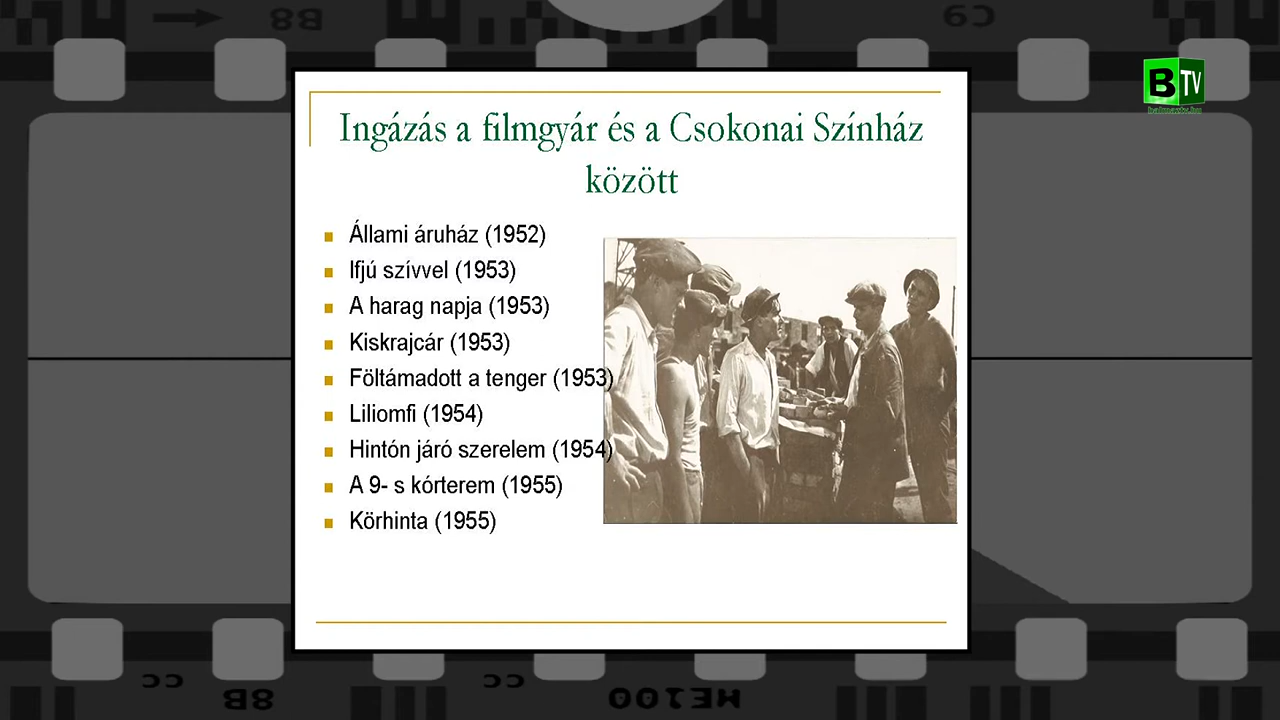 B TV
Ingázás a filmgyár és a Csokonai Színház
között
Állami áruház (1952)
Ifjú szívvel (1953)
A harag napja (1953)
Kiskrajcár (1953)
Föltámadott a tenger (1953)
Liliomfi (1954)
Hintón járó szerelem (1954)
A 9- s kórterem (1955)
Körhinta (1955)